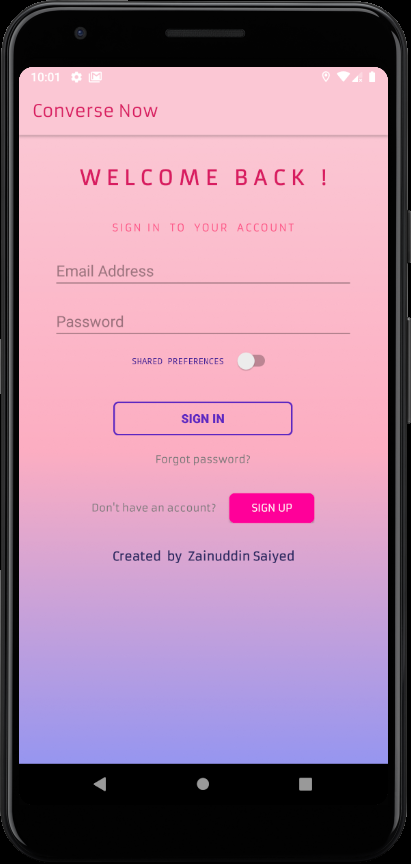 10:01
Converse Now
WELCOME BACK !
SIGN IN TO YOUR ACCOUNT
Email Address
Password
SHARED PREFERENCES
SIGN IN
Forgot password?
Don't have an account? SIGN UP
Created by Zainuddin Saiyed